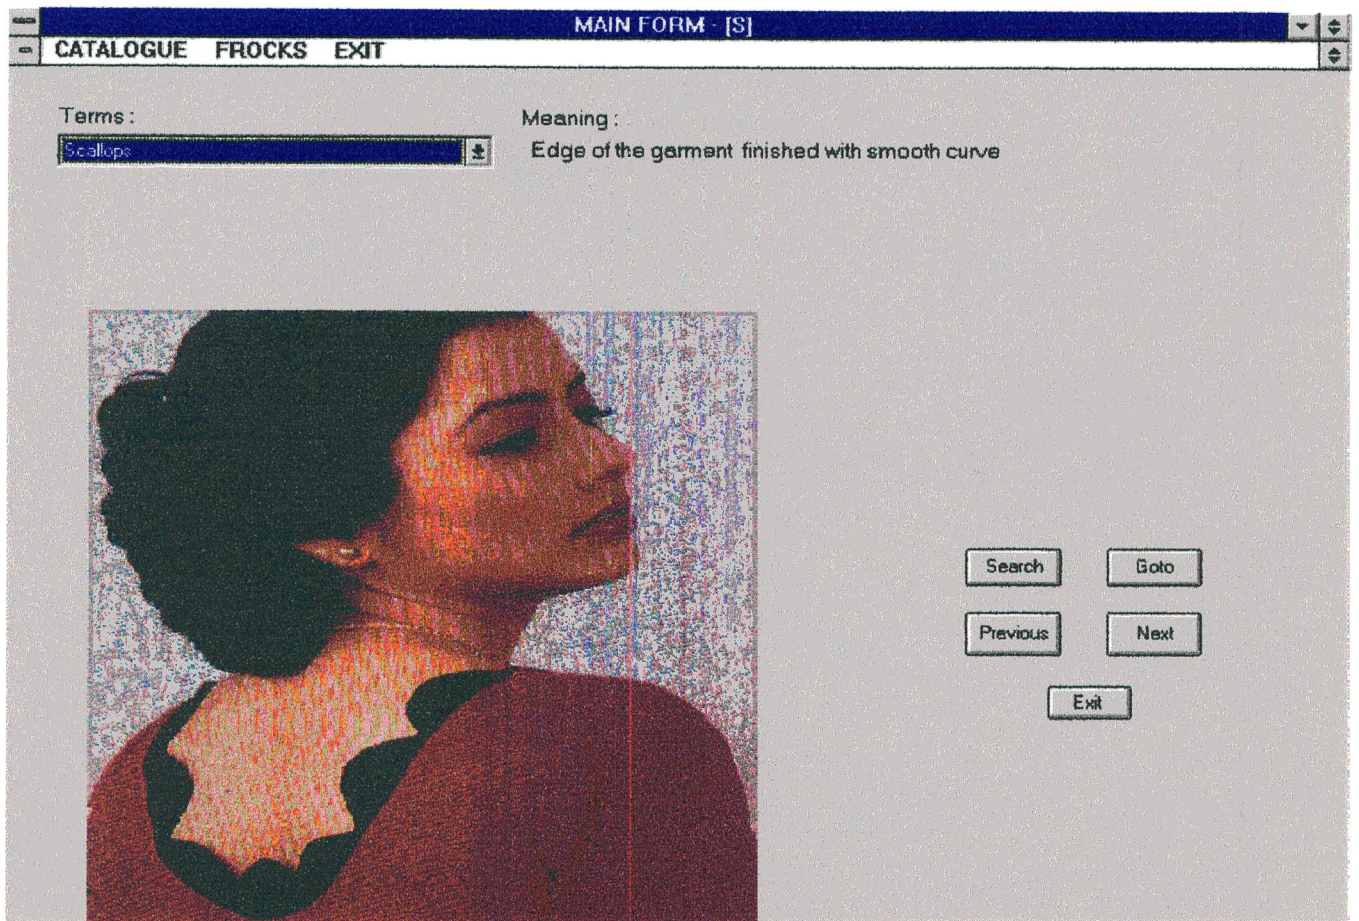 MAIN FORM - [S]
CATALOGUE FROCKS EXIT
Terms :
Meaning :
Scallops
Edge of the garment finished with smooth curve
Search
Goto
Previous
Next
Exit